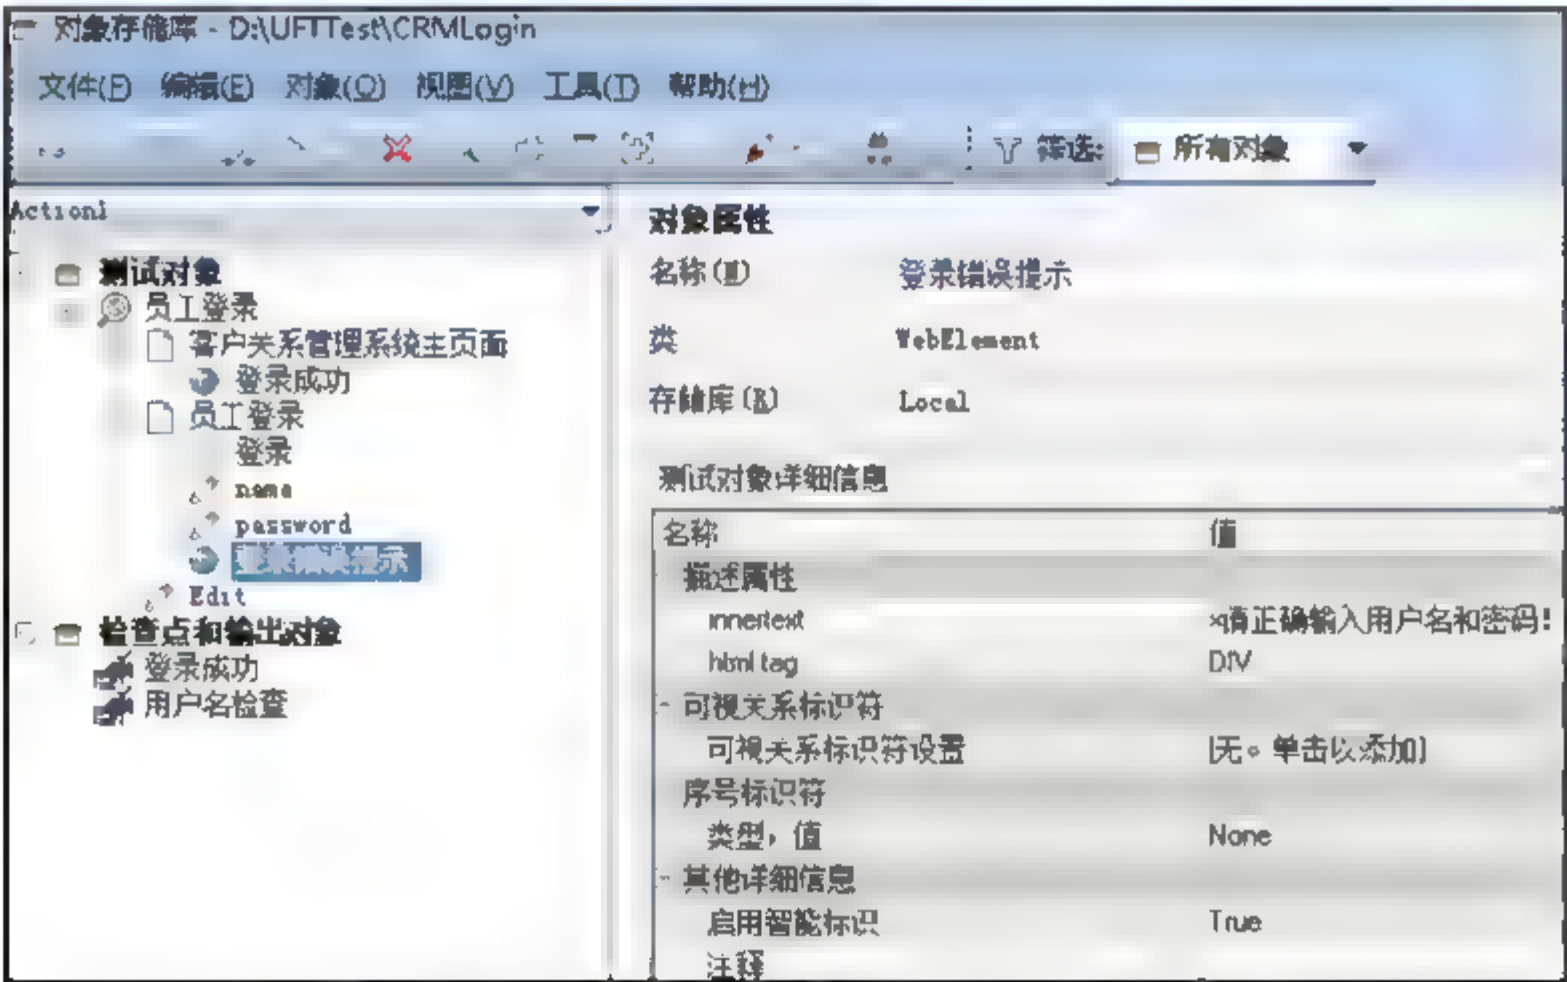 对象存储库 - D:\UFTTest\CRMLogin
文件(F) 编辑(E) 对象(O) 视图(V) 工具(T) 帮助(H)
筛选: 所有对象
Action1
测试对象
员工登录
客户关系管理系统主页面
登录成功
员工登录
登录
name
password
登录错误提示
Edit
检查点和输出对象
登录成功
用户名检查
对象属性
名称(N) 登录错误提示
类 WebElement
存储库(R) Local
测试对象详细信息
名称 值
描述属性
innertext ×请正确输入用户名和密码!
html tag DIV
可视关系标识符
可视关系标识符设置 [无。单击以添加]
序号标识符
类型，值 None
其他详细信息
启用智能标识 True
注释